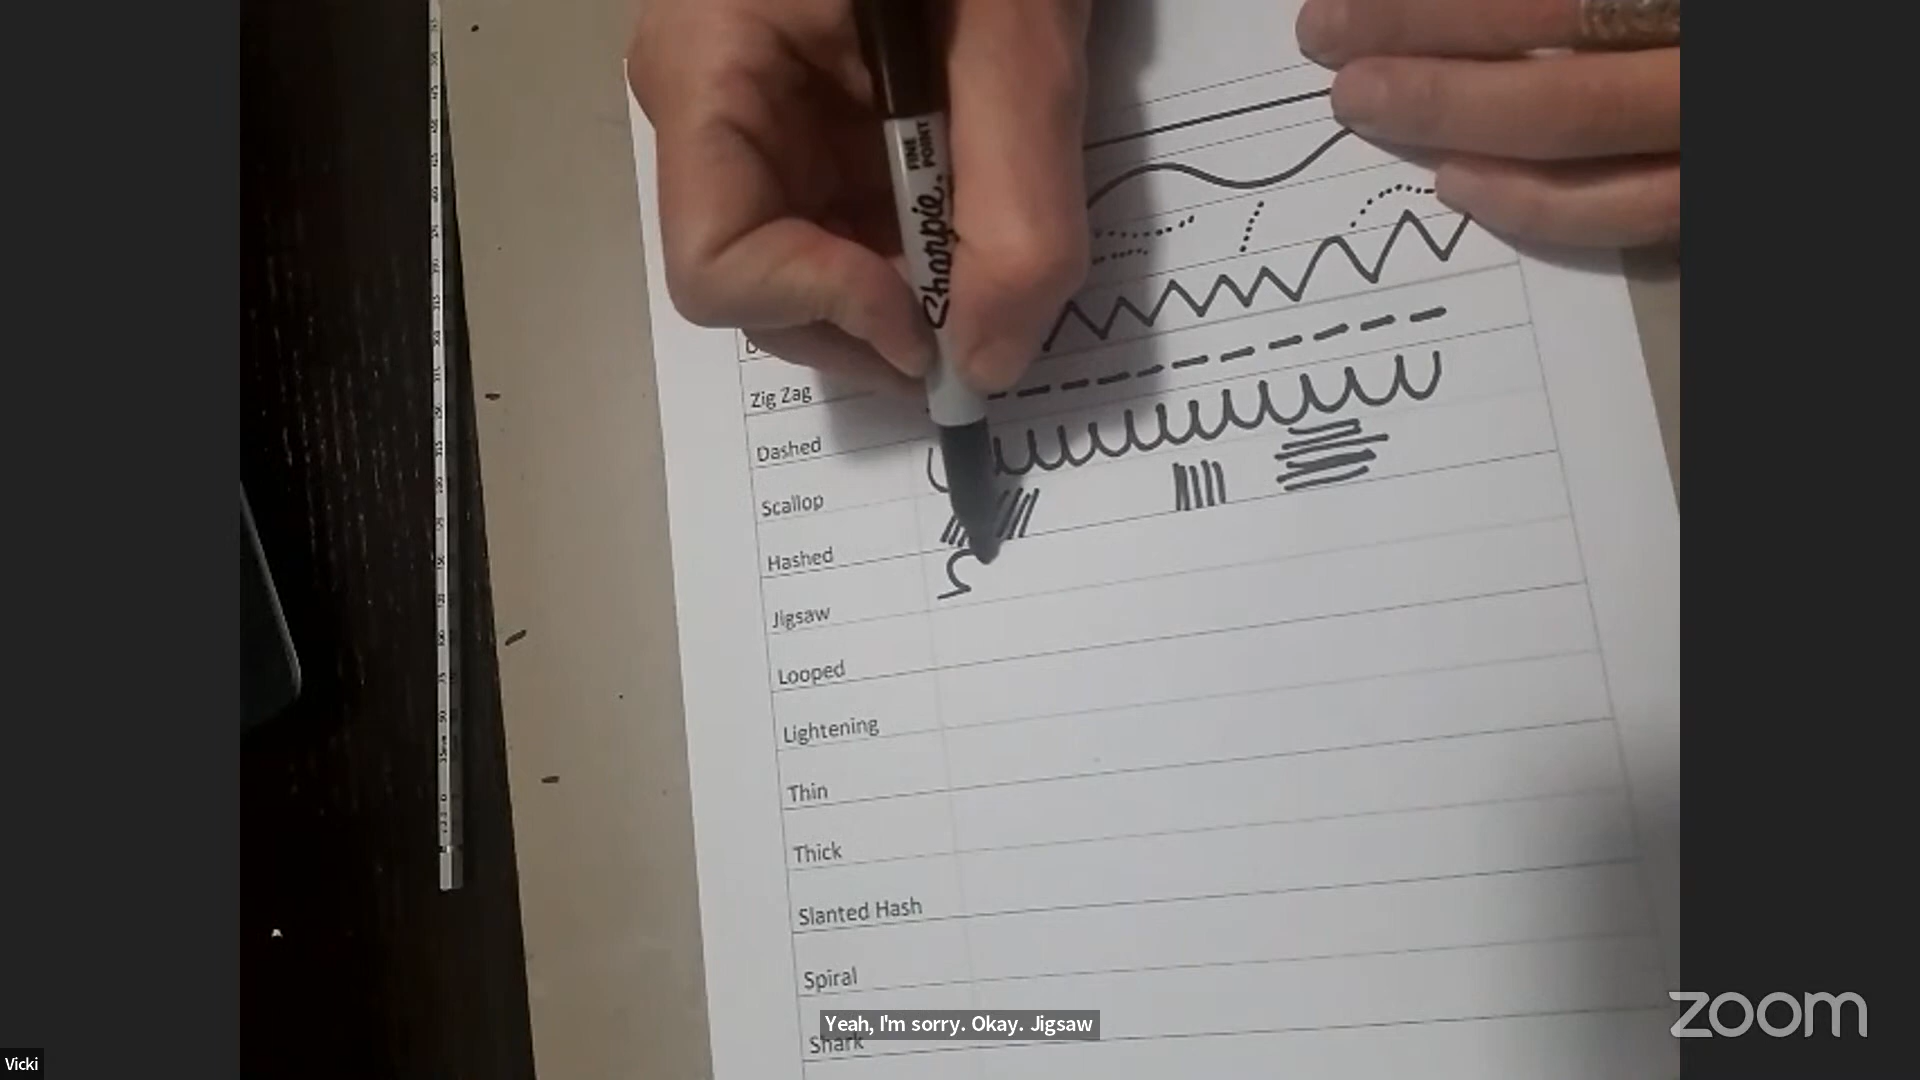 FINE
POINT
Sharpie.
Zig Zag
Dashed
Scallop
Hashed
Jigsaw
Looped
Lightening
Thin
Thick
Slanted Hash
Spiral
Shark
Yeah, I'm sorry. Okay. Jigsaw
zoom
Vicki